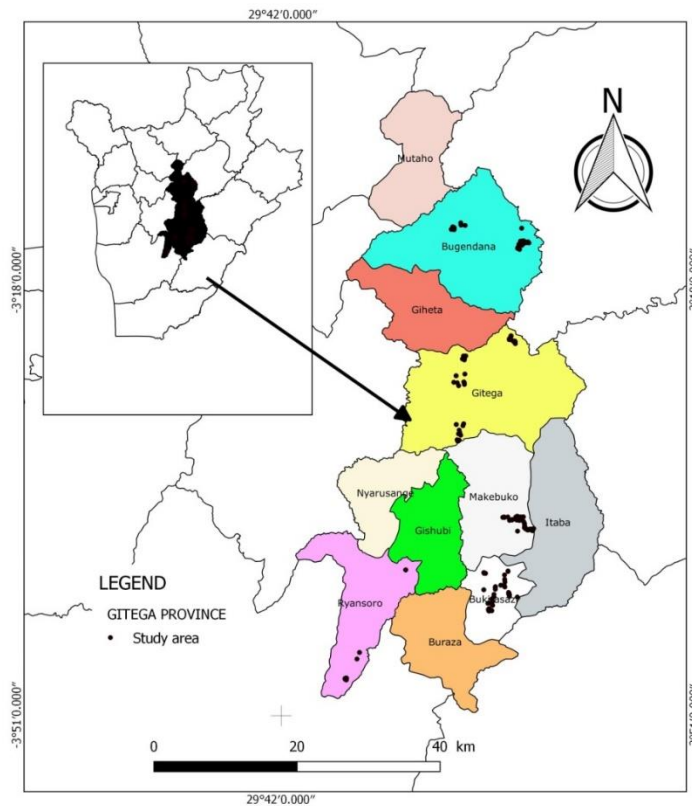 29°42’0.000”
N
Mutaho
Bugendana
-3°18’0.000”
Giheta
Gitega
Nyarusange
Makebuko
Itaba
Gishubi
LEGEND
GITEGA PROVINCE
Study area
Ryansoro
Buraza
-3°51’0.000”
0 20 40 km
29°42’0.000”